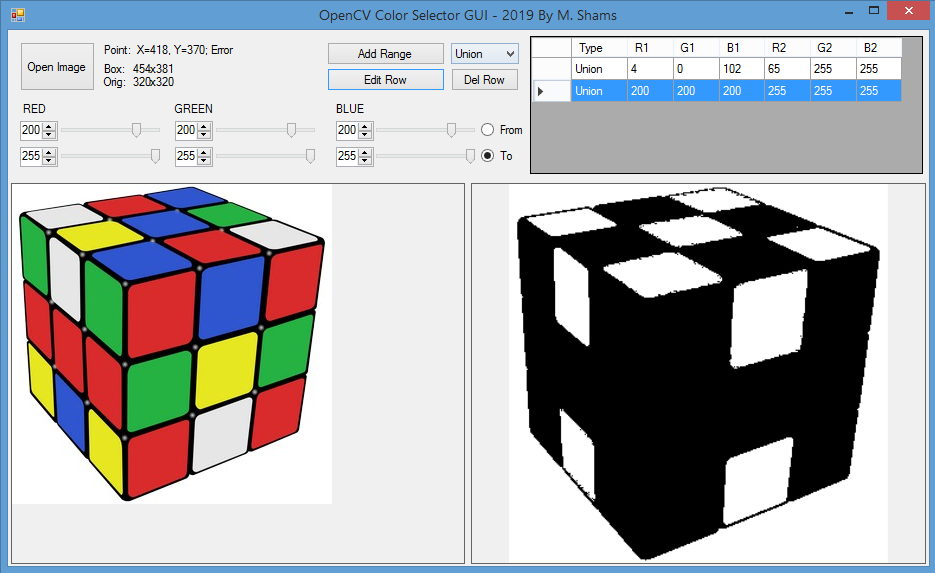 OpenCV Color Selector GUI - 2019 By M. Shams
Open Image
Point: X=418, Y=370; Error
Box: 454x381
Orig: 320x320
Add Range
Union
Edit Row
Del Row
RED
GREEN
BLUE
200
200
200
From
255
255
255
To
Type R1 G1 B1 R2 G2 B2
Union 4 0 102 65 255 255
Union 200 200 200 255 255 255